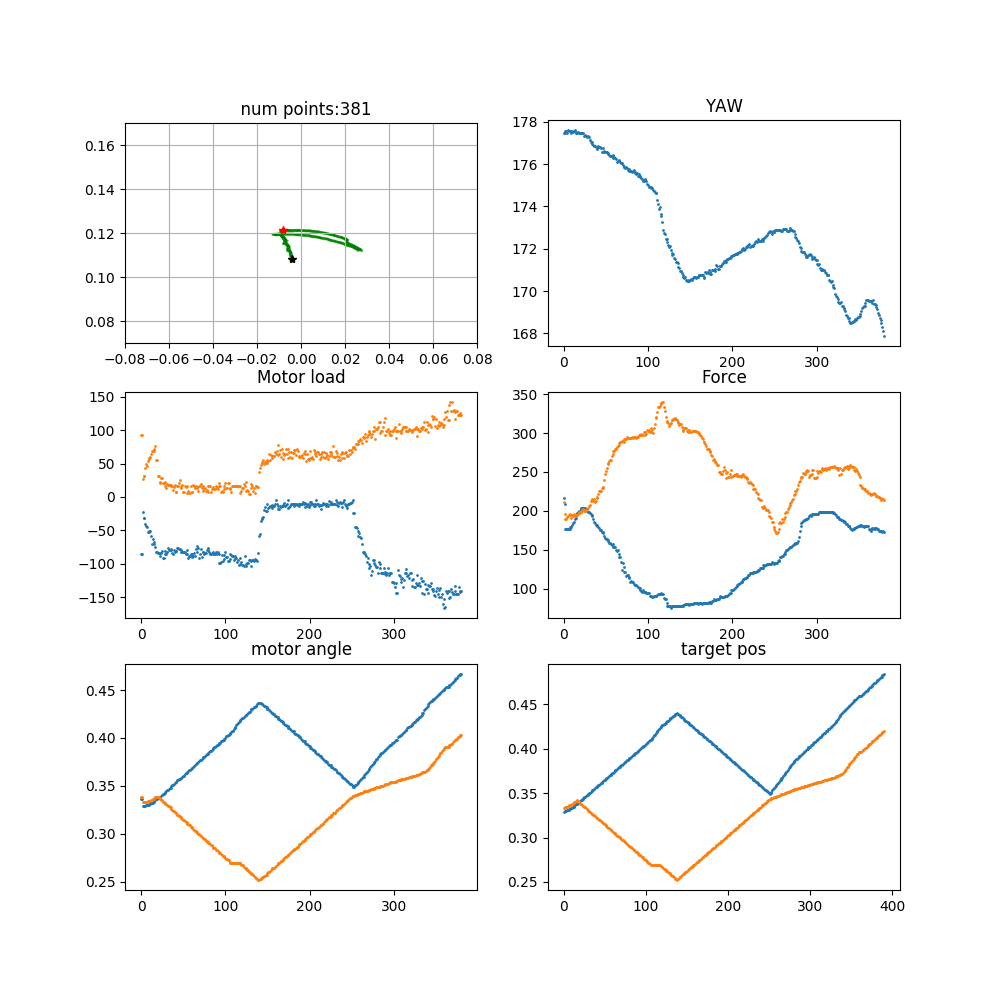 num points:381
0.16
0.14
0.12
0.10
0.08
−0.08 −0.06 −0.04 −0.02 0.00 0.02 0.04 0.06 0.08
YAW
178
176
174
172
170
168
0 100 200 300
Motor load
150
100
50
0
−50
−100
−150
0 100 200 300
Force
350
300
250
200
150
100
0 100 200 300
motor angle
0.45
0.40
0.35
0.30
0.25
0 100 200 300
target pos
0.45
0.40
0.35
0.30
0.25
0 100 200 300 400